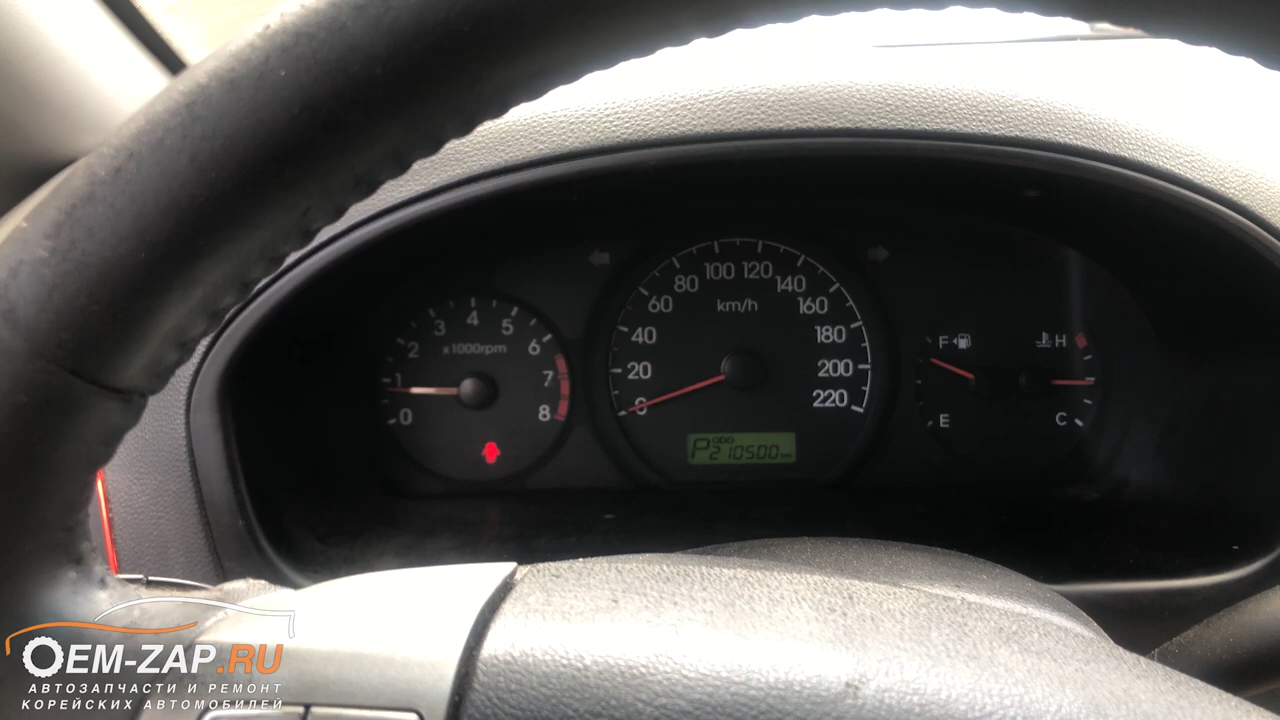 0
1
2
3
4
5
6
7
8
x1000rpm
0
20
40
60
80
100
120
140
160
180
200
220
km/h
P ODO
210500 km
F
E
H
C
OEM-ZAP.RU
АВТОЗАПЧАСТИ И РЕМОНТ
КОРЕЙСКИХ АВТОМОБИЛЕЙ